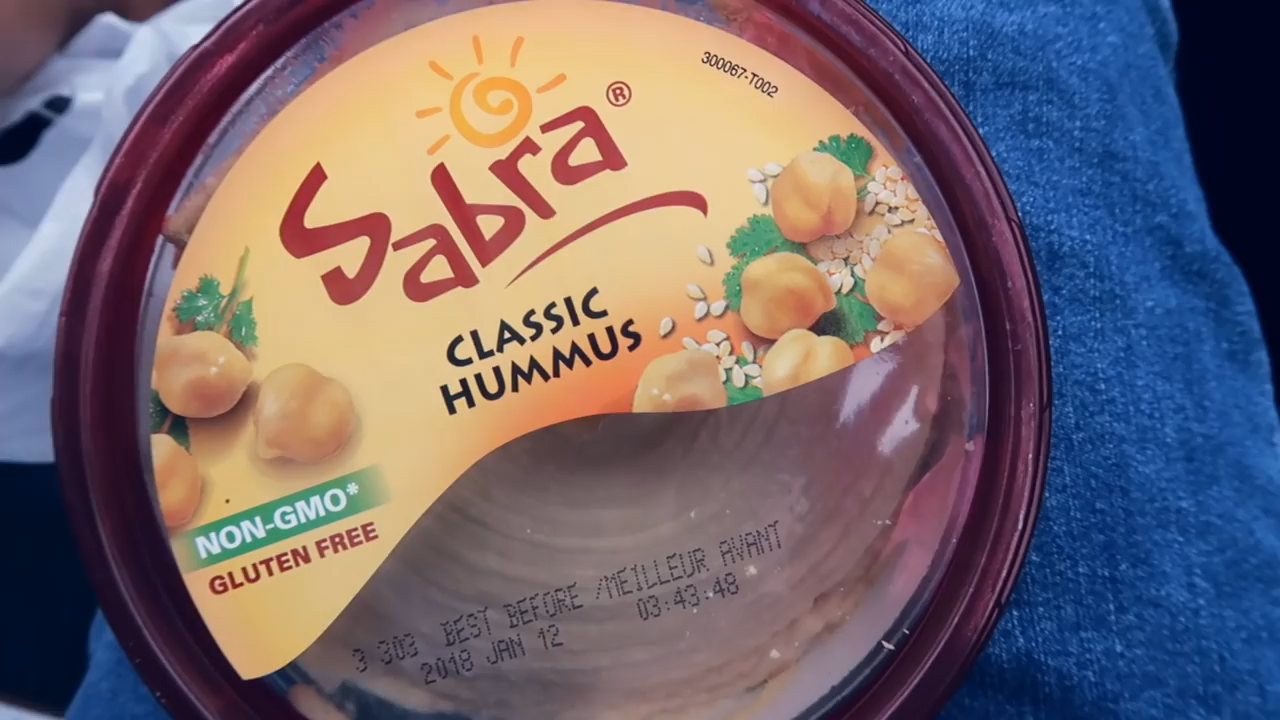 300067-T002
Sabra®
CLASSIC
HUMMUS
NON-GMO*
GLUTEN FREE
3 303 BEST BEFORE /MEILLEUR AVANT
2018 JAN 12 03:43:48